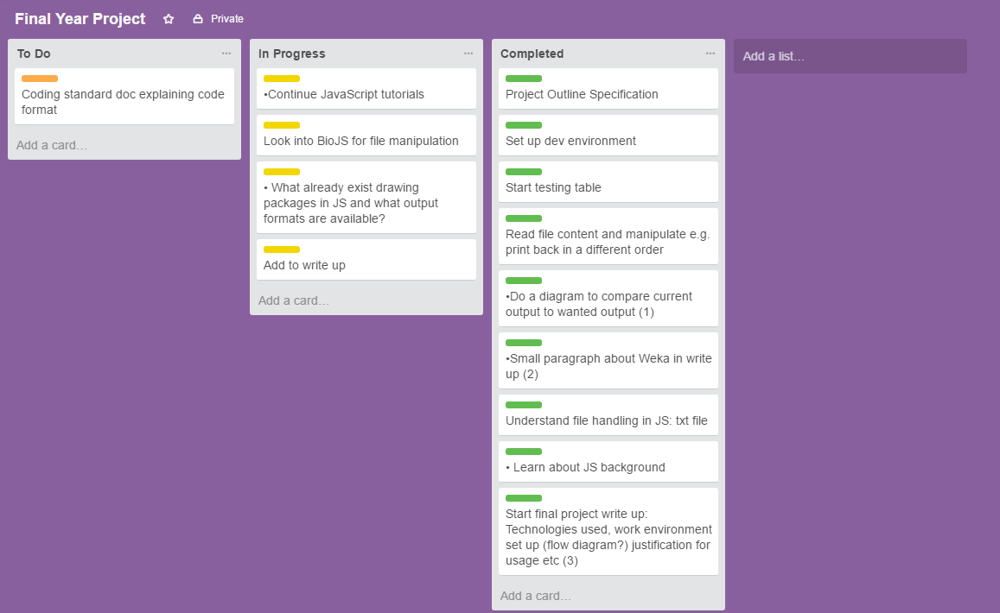 Final Year Project
Private
To Do
Coding standard doc explaining code
format
Add a card…
In Progress
•Continue JavaScript tutorials
Look into BioJS for file manipulation
• What already exist drawing
packages in JS and what output
formats are available?
Add to write up
Add a card…
Completed
Project Outline Specification
Set up dev environment
Start testing table
Read file content and manipulate e.g.
print back in a different order
•Do a diagram to compare current
output to wanted output (1)
•Small paragraph about Weka in write
up (2)
Understand file handling in JS: txt file
• Learn about JS background
Start final project write up:
Technologies used, work environment
set up (flow diagram?) justification for
usage etc (3)
Add a card…
Add a list…